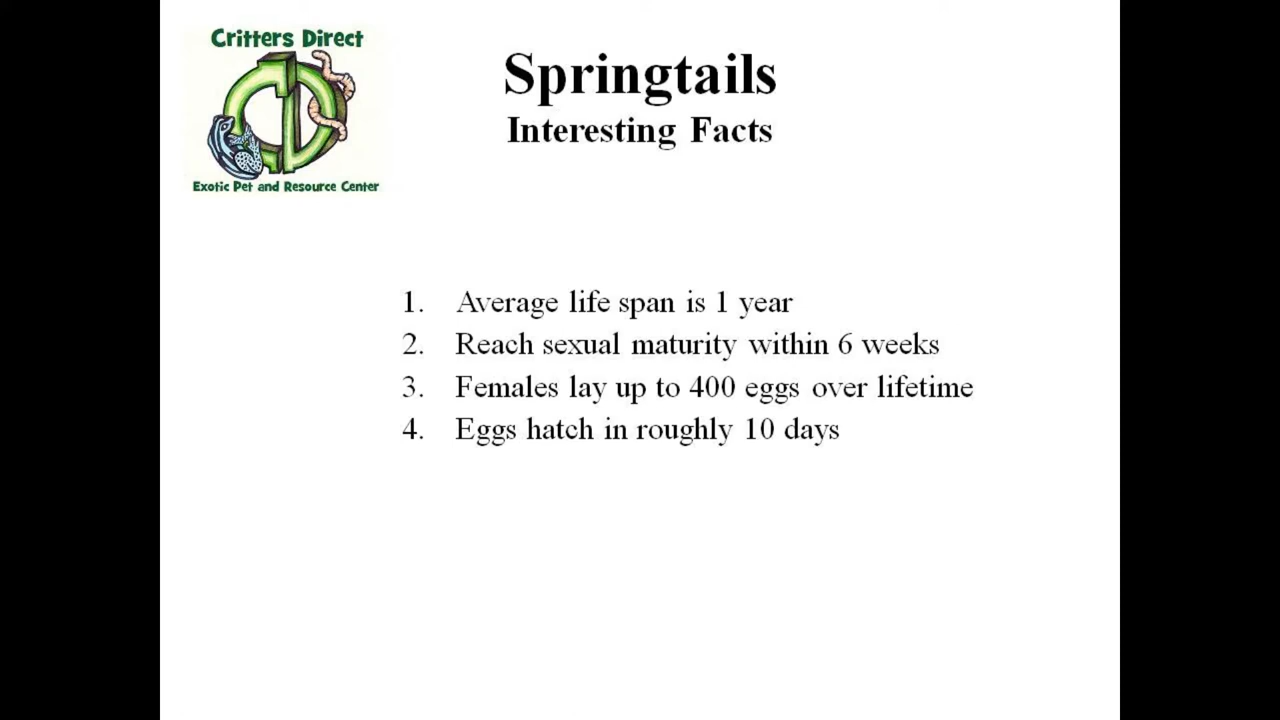 Critters Direct
Exotic Pet and Resource Center
Springtails
Interesting Facts
1. Average life span is 1 year
2. Reach sexual maturity within 6 weeks
3. Females lay up to 400 eggs over lifetime
4. Eggs hatch in roughly 10 days